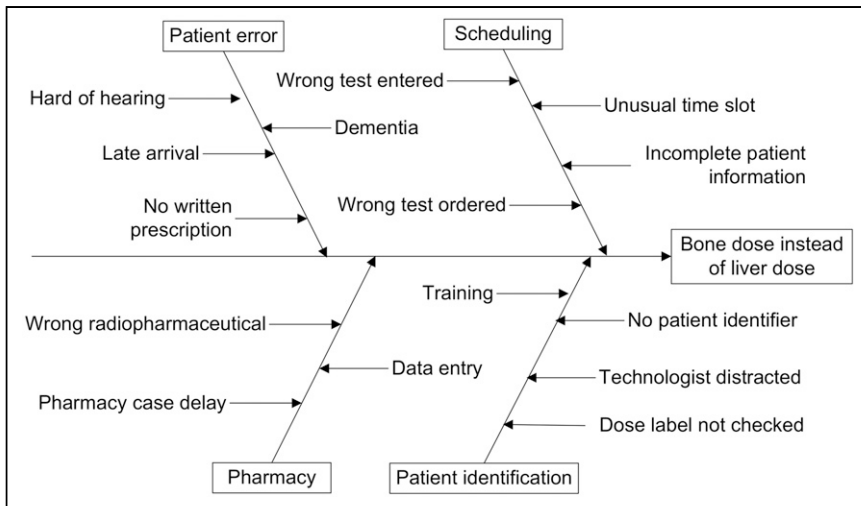 Patient error
Scheduling
Wrong test entered
Hard of hearing
Unusual time slot
Dementia
Late arrival
Incomplete patient
information
No written
prescription
Wrong test ordered
Bone dose instead
of liver dose
Training
Wrong radiopharmaceutical
No patient identifier
Data entry
Technologist distracted
Pharmacy case delay
Dose label not checked
Pharmacy
Patient identification